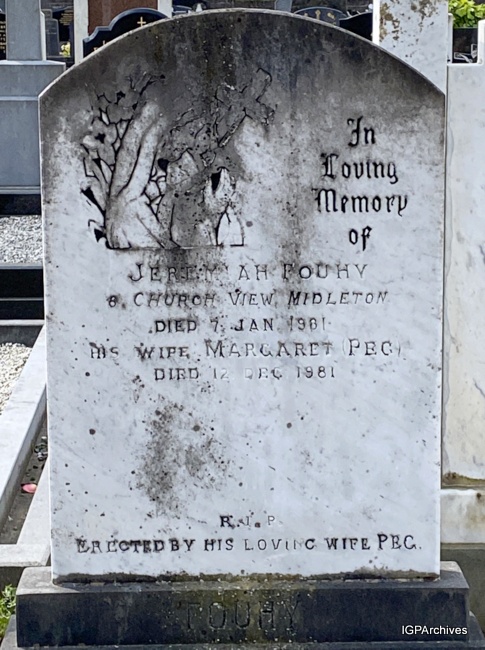 In
Loving
Memory
of
JEREMIAH FOUHY
8, CHURCH VIEW, MIDLETON
DIED 7, JAN. 1981
HIS WIFE MARGARET (PEG)
DIED 12 DEC 1981
R.I.P.
ERECTED BY HIS LOVING WIFE PEG.
FOUHY
IGPArchives